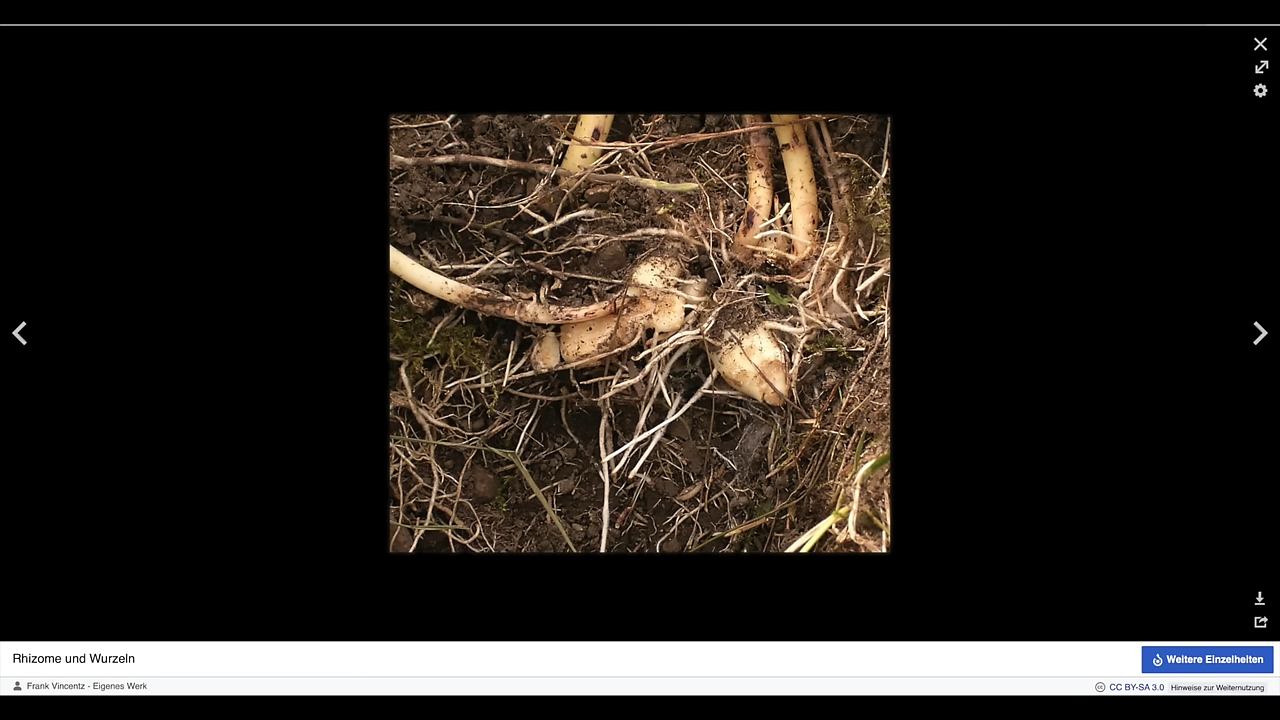 Rhizome und Wurzeln
Weitere Einzelheiten
Frank Vincentz - Eigenes Werk
CC BY-SA 3.0 Hinweise zur Weiternutzung